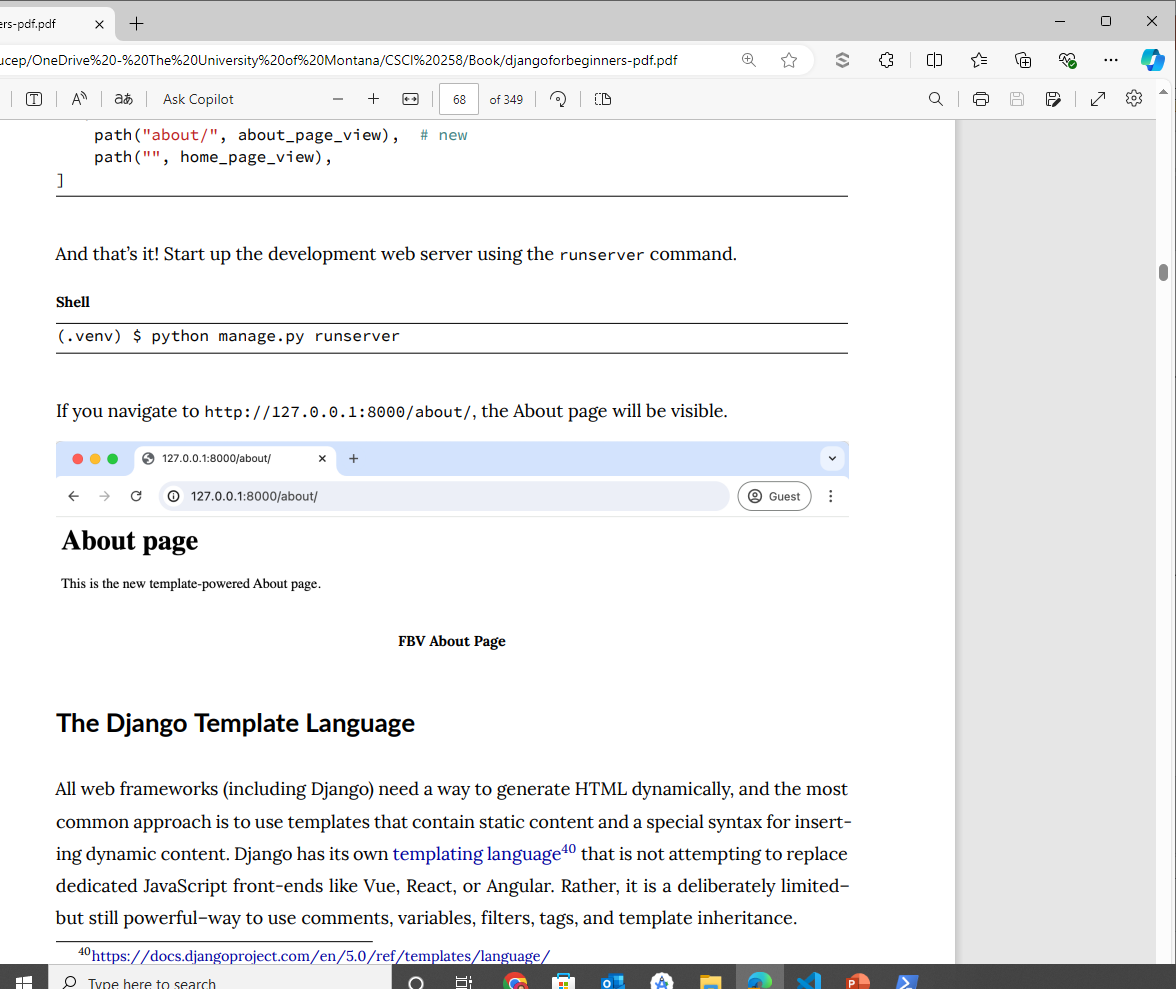 ers-pdf.pdf
ucep/OneDrive%20-%20The%20University%20of%20Montana/CSCI%20258/Book/djangoforbeginners-pdf.pdf
Ask Copilot
68 of 349
path("about/", about_page_view),  # new
path("", home_page_view),
]
And that’s it! Start up the development web server using the runserver command.
Shell
(.venv) $ python manage.py runserver
If you navigate to http://127.0.0.1:8000/about/, the About page will be visible.
127.0.0.1:8000/about/
127.0.0.1:8000/about/
Guest
About page
This is the new template-powered About page.
FBV About Page
The Django Template Language
All web frameworks (including Django) need a way to generate HTML dynamically, and the most
common approach is to use templates that contain static content and a special syntax for insert-
ing dynamic content. Django has its own templating language40 that is not attempting to replace
dedicated JavaScript front-ends like Vue, React, or Angular. Rather, it is a deliberately limited–
but still powerful–way to use comments, variables, filters, tags, and template inheritance.
40https://docs.djangoproject.com/en/5.0/ref/templates/language/
Type here to search